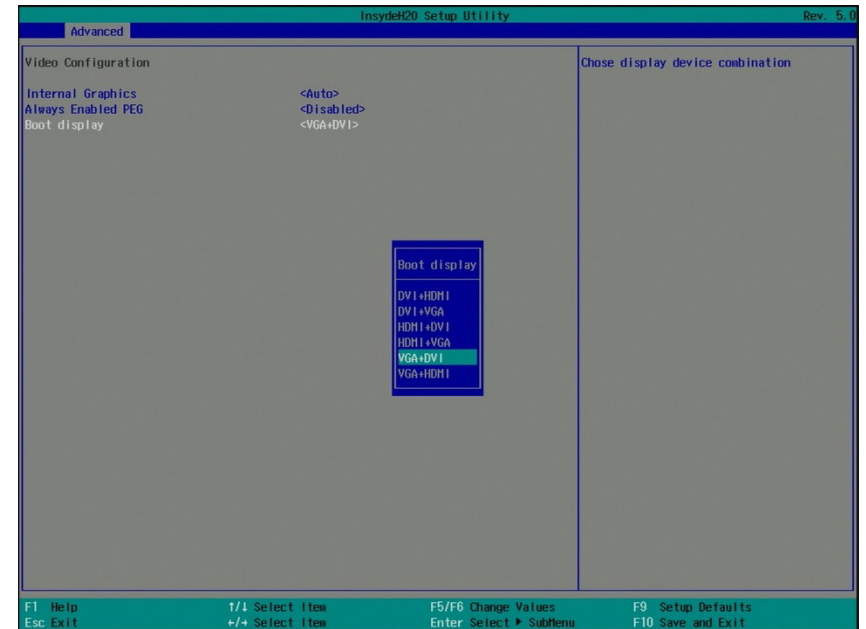 InsydeH20 Setup Utility Rev. 5.0
Advanced
Video Configuration
Chose display device combination
Internal Graphics <Auto>
Always Enabled PEG <Disabled>
Boot display <VGA+DVI>
Boot display
DVI+HDMI
DVI+VGA
HDMI+DVI
HDMI+VGA
VGA+DVI
VGA+HDMI
F1 Help ↑/↓ Select Item F5/F6 Change Values F9 Setup Defaults
Esc Exit ←/→ Select Item Enter Select ▶ SubMenu F10 Save and Exit